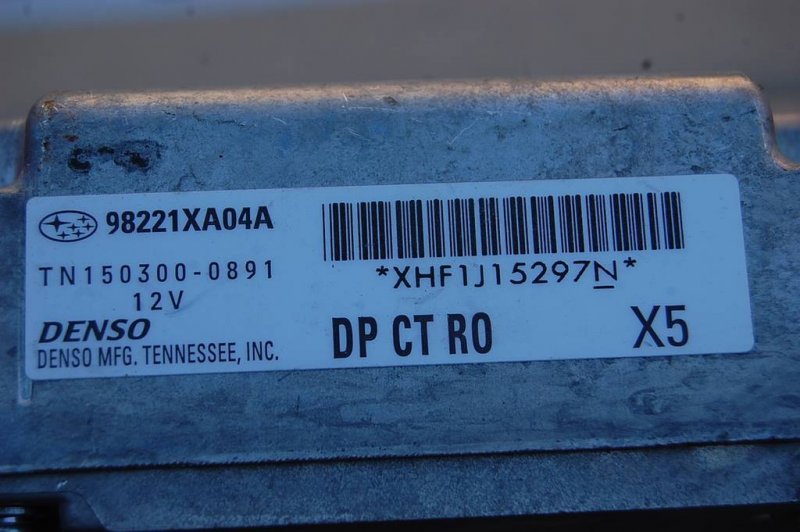 98221XA04A
TN150300-0891
12V
DENSO
DENSO MFG. TENNESSEE, INC.
*XHF1J15297N*
DP CT RO
X5